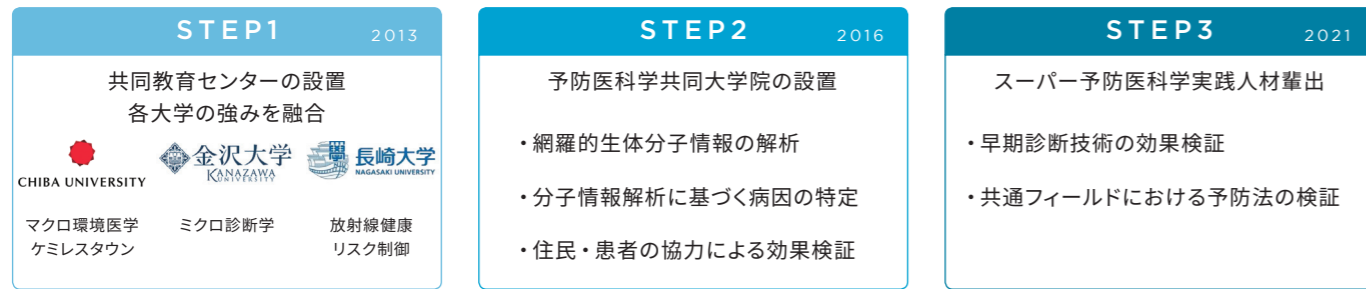 STEP1 2013
共同教育センターの設置
各大学の強みを融合
CHIBA UNIVERSITY
金沢大学
KANAZAWA
UNIVERSITY
長崎大学
NAGASAKI UNIVERSITY
マクロ環境医学
ケミレスタウン
ミクロ診断学
放射線健康
リスク制御
STEP2 2016
予防医科学共同大学院の設置
・網羅的生体分子情報の解析
・分子情報解析に基づく病因の特定
・住民・患者の協力による効果検証
STEP3 2021
スーパー予防医科学実践人材輩出
・早期診断技術の効果検証
・共通フィールドにおける予防法の検証